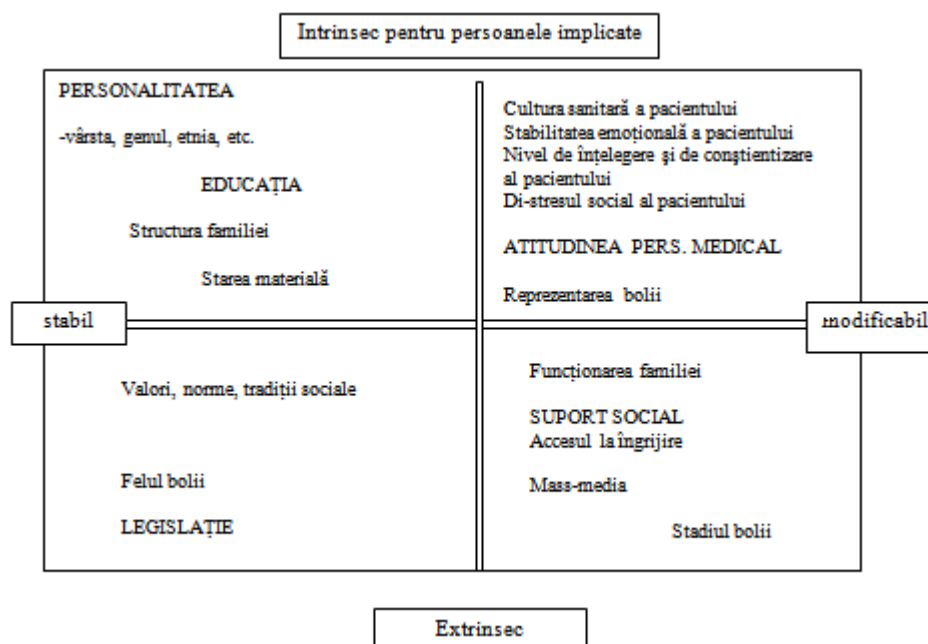 Intrinsec pentru persoanele implicate
PERSONALITATEA
-vârsta, genul, etnia, etc.
EDUCAȚIA
Structura familiei
Starea materială
Cultura sanitară a pacientului
Stabilitatea emoțională a pacientului
Nivel de înțelegere și de conștientizare
al pacientului
Di-stresul social al pacientului
ATITUDINEA PERS. MEDICAL
Reprezentarea bolii
stabil
modificabil
Valori, norme, tradiții sociale
Felul bolii
LEGISLAȚIE
Funcționarea familiei
SUPORT SOCIAL
Accesul la îngrijire
Mass-media
Stadiul bolii
Extrinsec